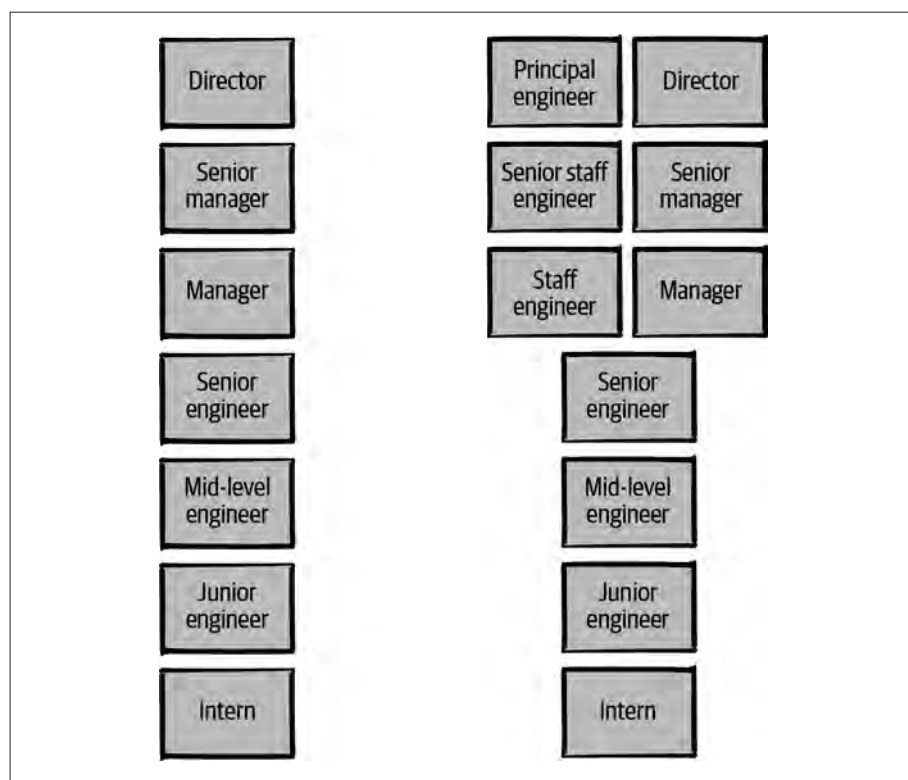 Director
Senior
manager
Manager
Senior
engineer
Mid-level
engineer
Junior
engineer
Intern
Principal
engineer
Director
Senior staff
engineer
Senior
manager
Staff
engineer
Manager
Senior
engineer
Mid-level
engineer
Junior
engineer
Intern